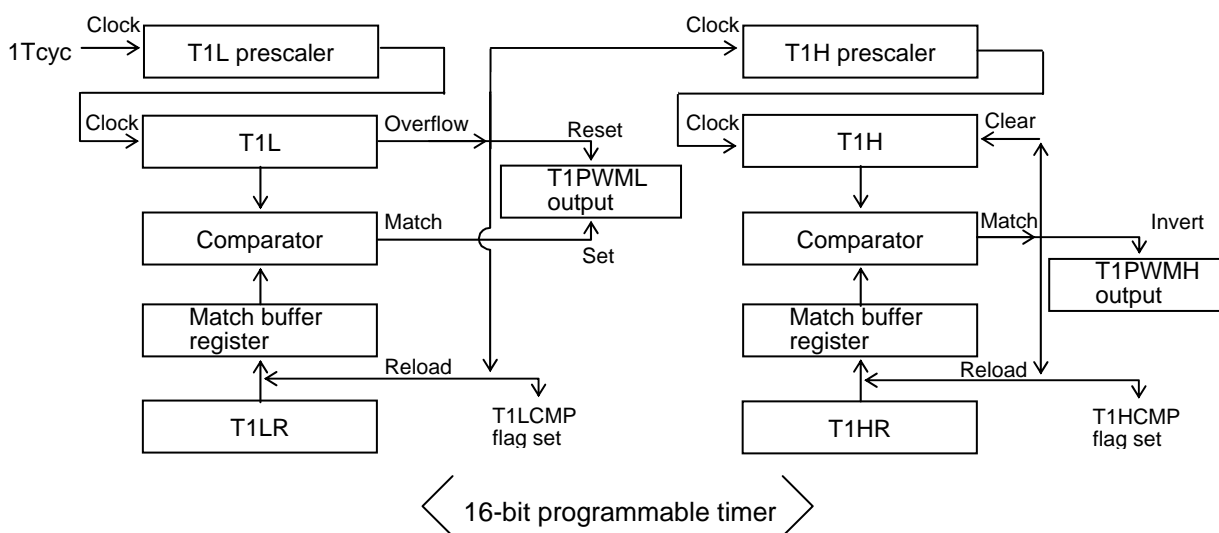 Clock
1Tcyc
T1L prescaler
Clock
T1L
Overflow
Reset
T1PWML
output
Comparator
Match
Set
Match buffer
register
Reload
T1LR
T1LCMP
flag set
Clock
T1H prescaler
Clock
T1H
Clear
Comparator
Match
Invert
T1PWMH
output
Match buffer
register
Reload
T1HR
T1HCMP
flag set
16-bit programmable timer